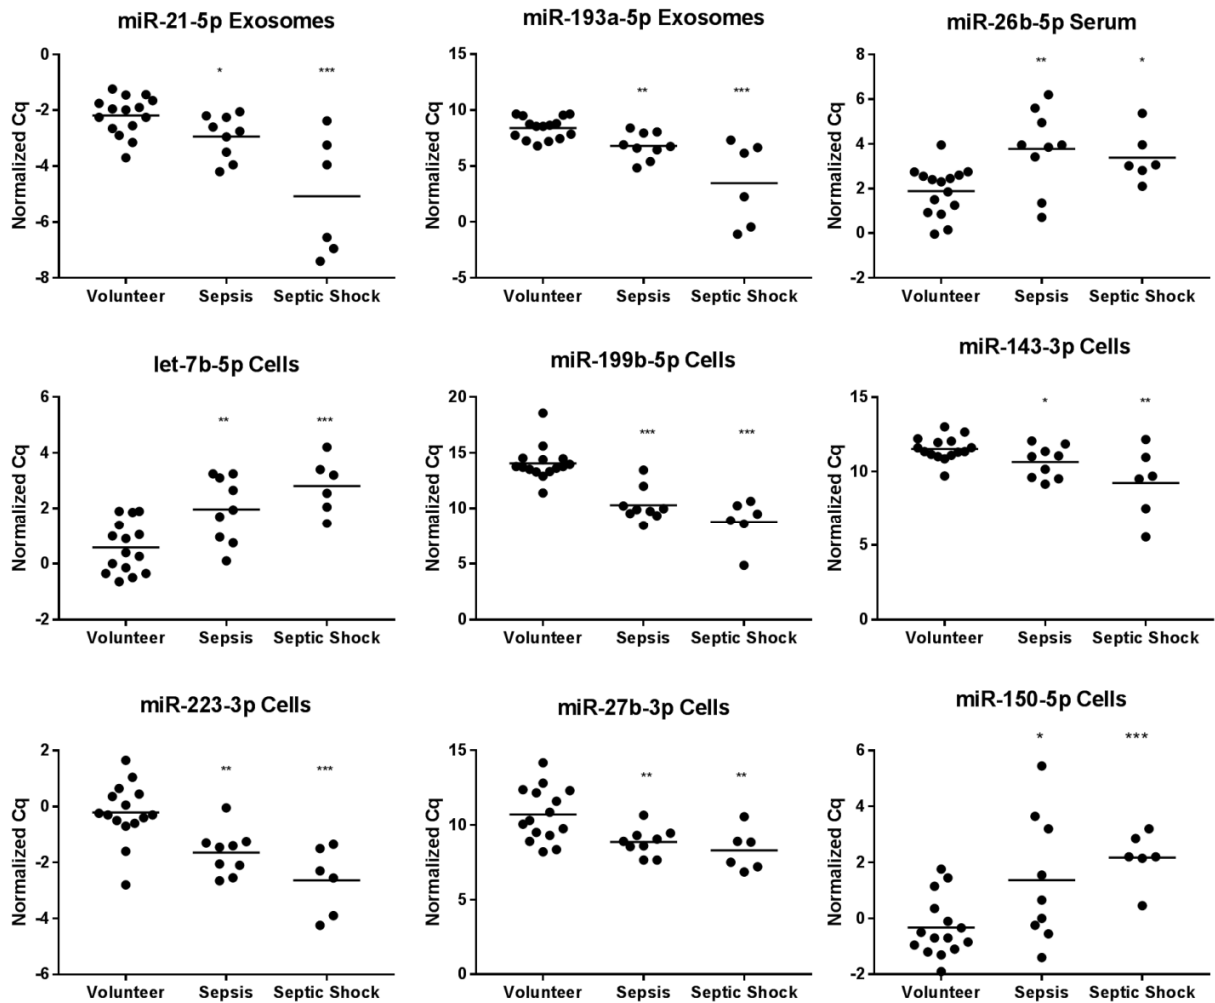 miR-21-5p Exosomes
Normalized Cq
0
-2
-4
-6
-8
*
***
Volunteer Sepsis Septic Shock
miR-193a-5p Exosomes
Normalized Cq
15
10
5
0
-5
**
***
Volunteer Sepsis Septic Shock
miR-26b-5p Serum
Normalized Cq
8
6
4
2
0
-2
**
*
Volunteer Sepsis Septic Shock
let-7b-5p Cells
Normalized Cq
6
4
2
0
-2
**
***
Volunteer Sepsis Septic Shock
miR-199b-5p Cells
Normalized Cq
20
15
10
5
0
***
***
Volunteer Sepsis Septic Shock
miR-143-3p Cells
Normalized Cq
15
10
5
0
*
**
Volunteer Sepsis Septic Shock
miR-223-3p Cells
Normalized Cq
2
0
-2
-4
-6
**
***
Volunteer Sepsis Septic Shock
miR-27b-3p Cells
Normalized Cq
15
10
5
0
**
**
Volunteer Sepsis Septic Shock
miR-150-5p Cells
Normalized Cq
6
4
2
0
-2
*
***
Volunteer Sepsis Septic Shock